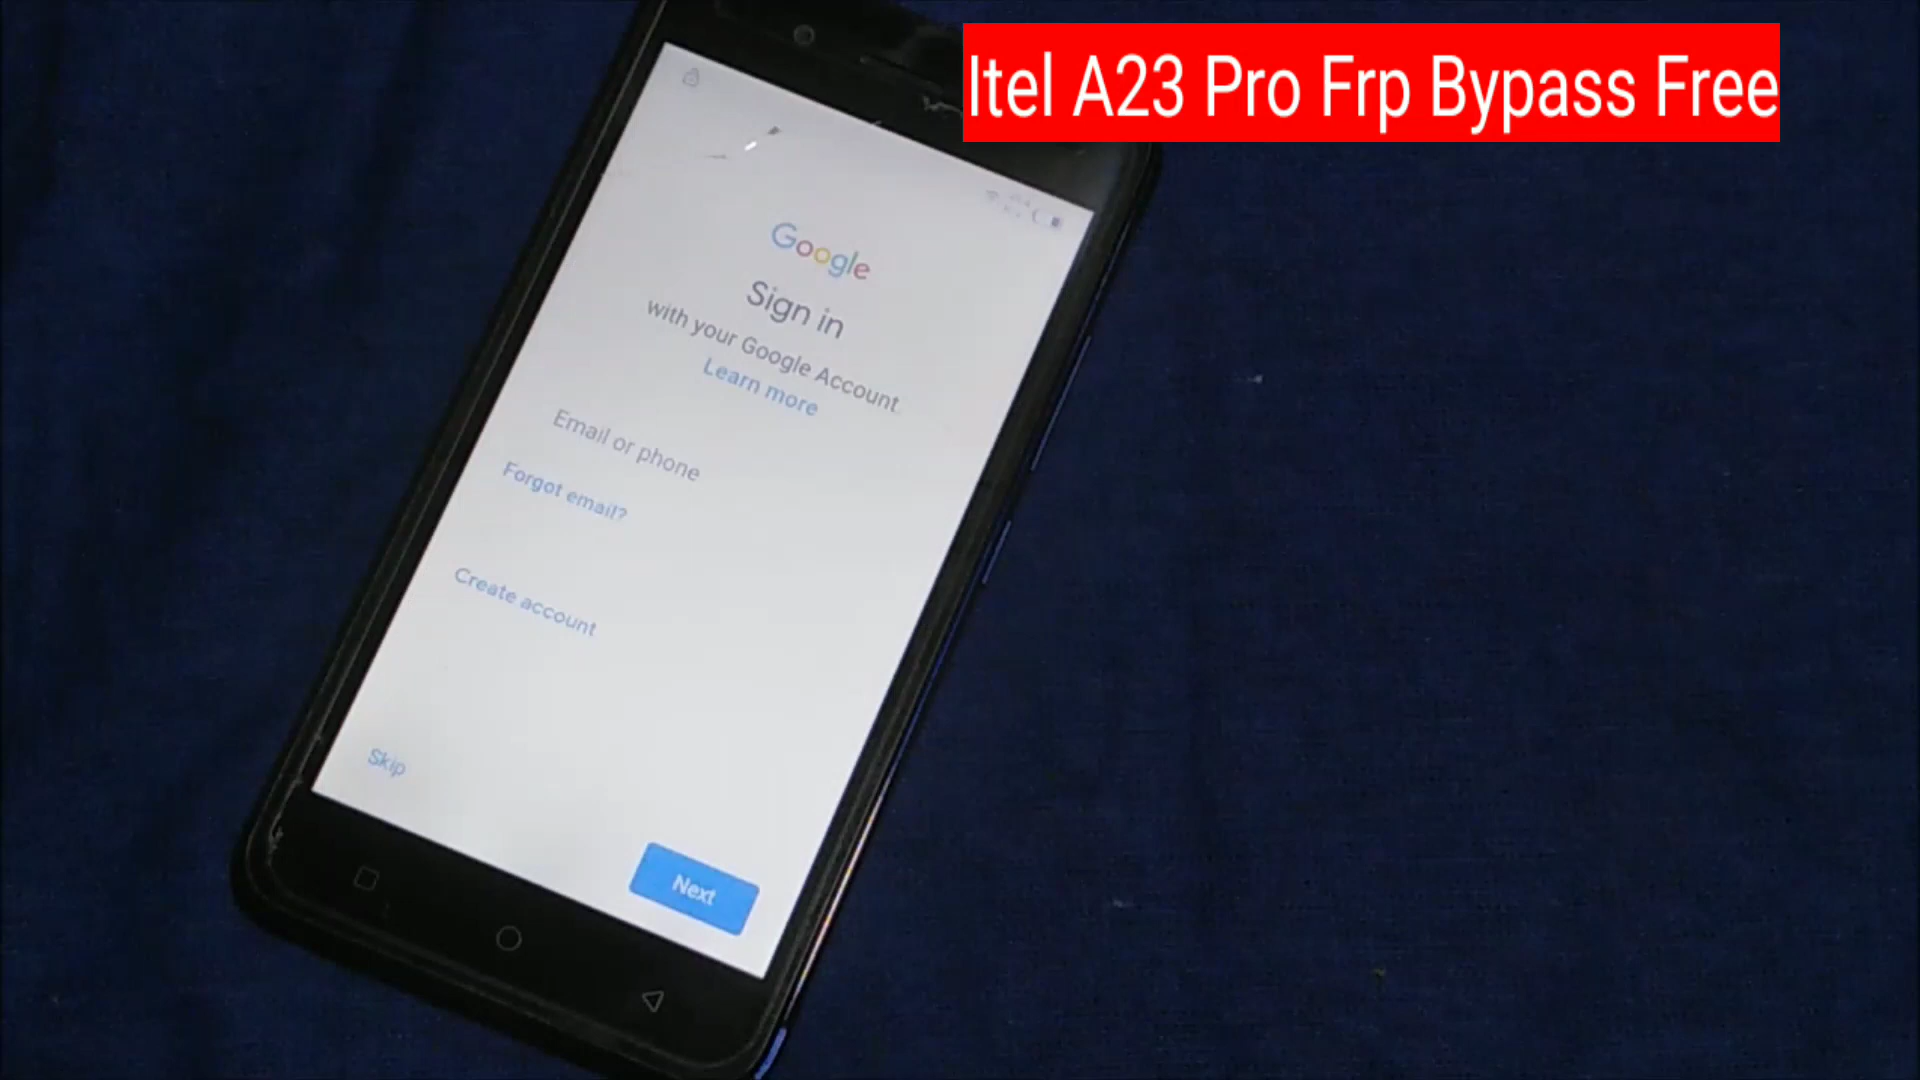 Itel A23 Pro Frp Bypass Free
Google
Sign in
with your Google Account.
Learn more
Email or phone
Forgot email?
Create account
Skip
Next